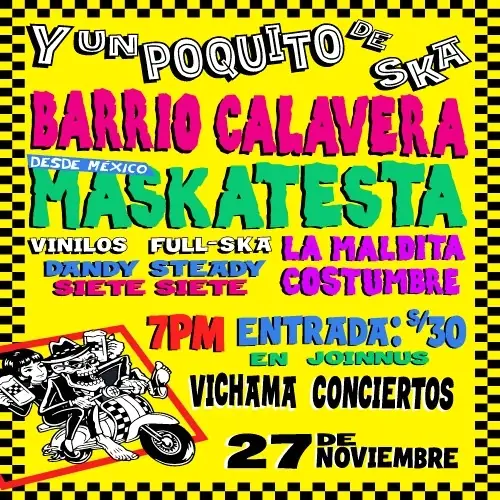 Y UN POQUITO DE SKA
BARRIO CALAVERA
DESDE MÉXICO
MASKATESTA
VINILOS FULL-SKA
DANDY STEADY
SIETE SIETE
LA MALDITA
COSTUMBRE
7PM ENTRADA: S/30
EN JOINNUS
VICHAMA CONCIERTOS
27 DE NOVIEMBRE